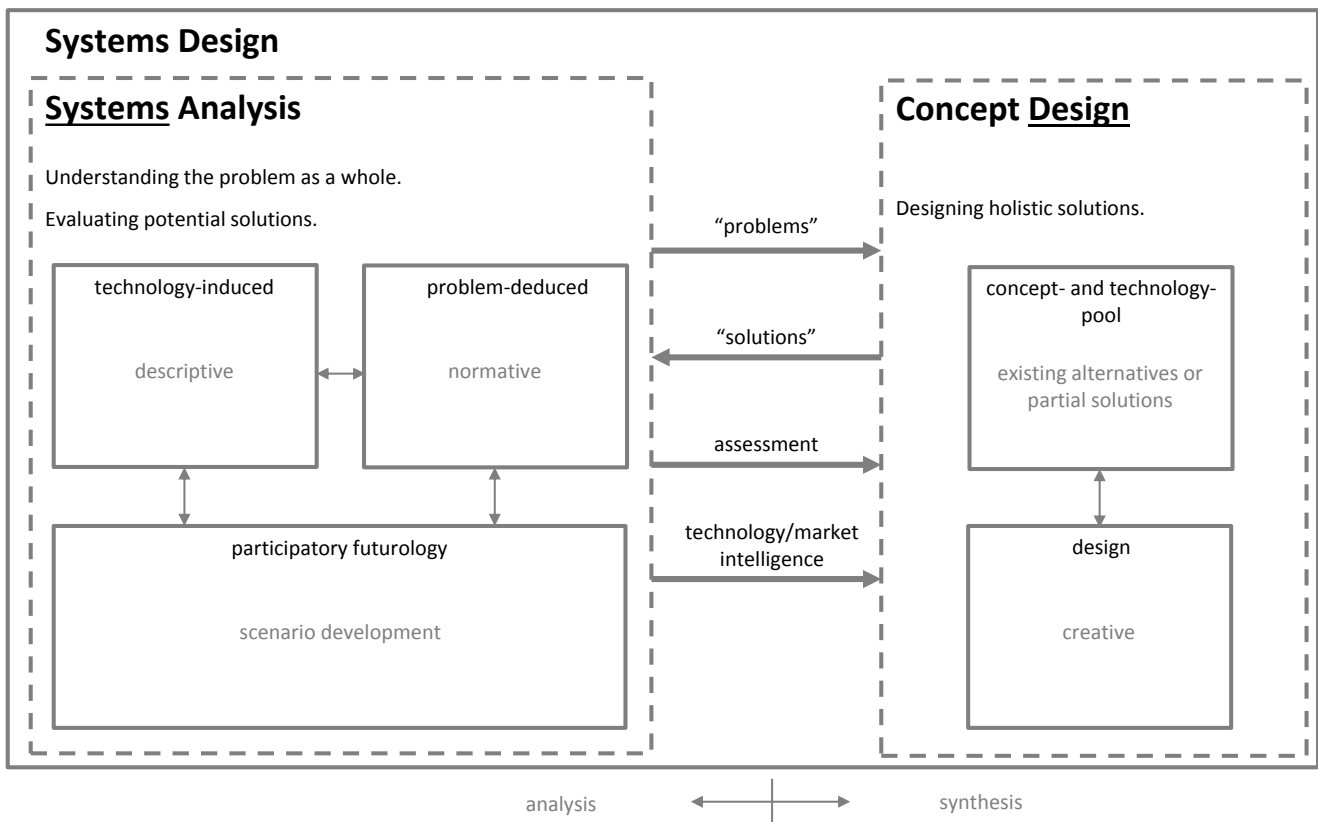 Systems Design
Systems Analysis
Understanding the problem as a whole.
Evaluating potential solutions.
technology-induced
descriptive
problem-deduced
normative
participatory futurology
scenario development
“problems”
“solutions”
assessment
technology/market
intelligence
Concept Design
Designing holistic solutions.
concept- and technology-
pool
existing alternatives or
partial solutions
design
creative
analysis
synthesis